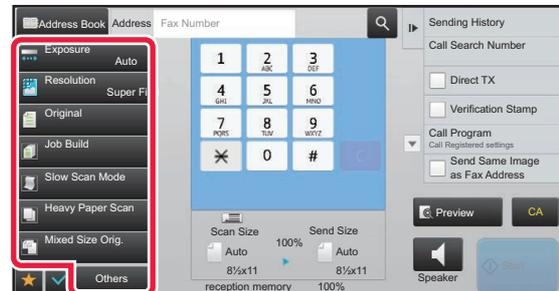 Address Book Address Fax Number
Exposure
Auto
Resolution
Super Fi
Original
Job Build
Slow Scan Mode
Heavy Paper Scan
Mixed Size Orig.
Others
1
2
ABC
3
DEF
4
GHI
5
JKL
6
MNO
7
PQRS
8
TUV
9
WXYZ
0
#
C
Scan Size
Auto
8½x11
100%
Send Size
Auto
8½x11
reception memory 100%
Sending History
Call Search Number
Direct TX
Verification Stamp
Call Program
Call Registered settings
Send Same Image
as Fax Address
Preview
CA
Speaker
Start